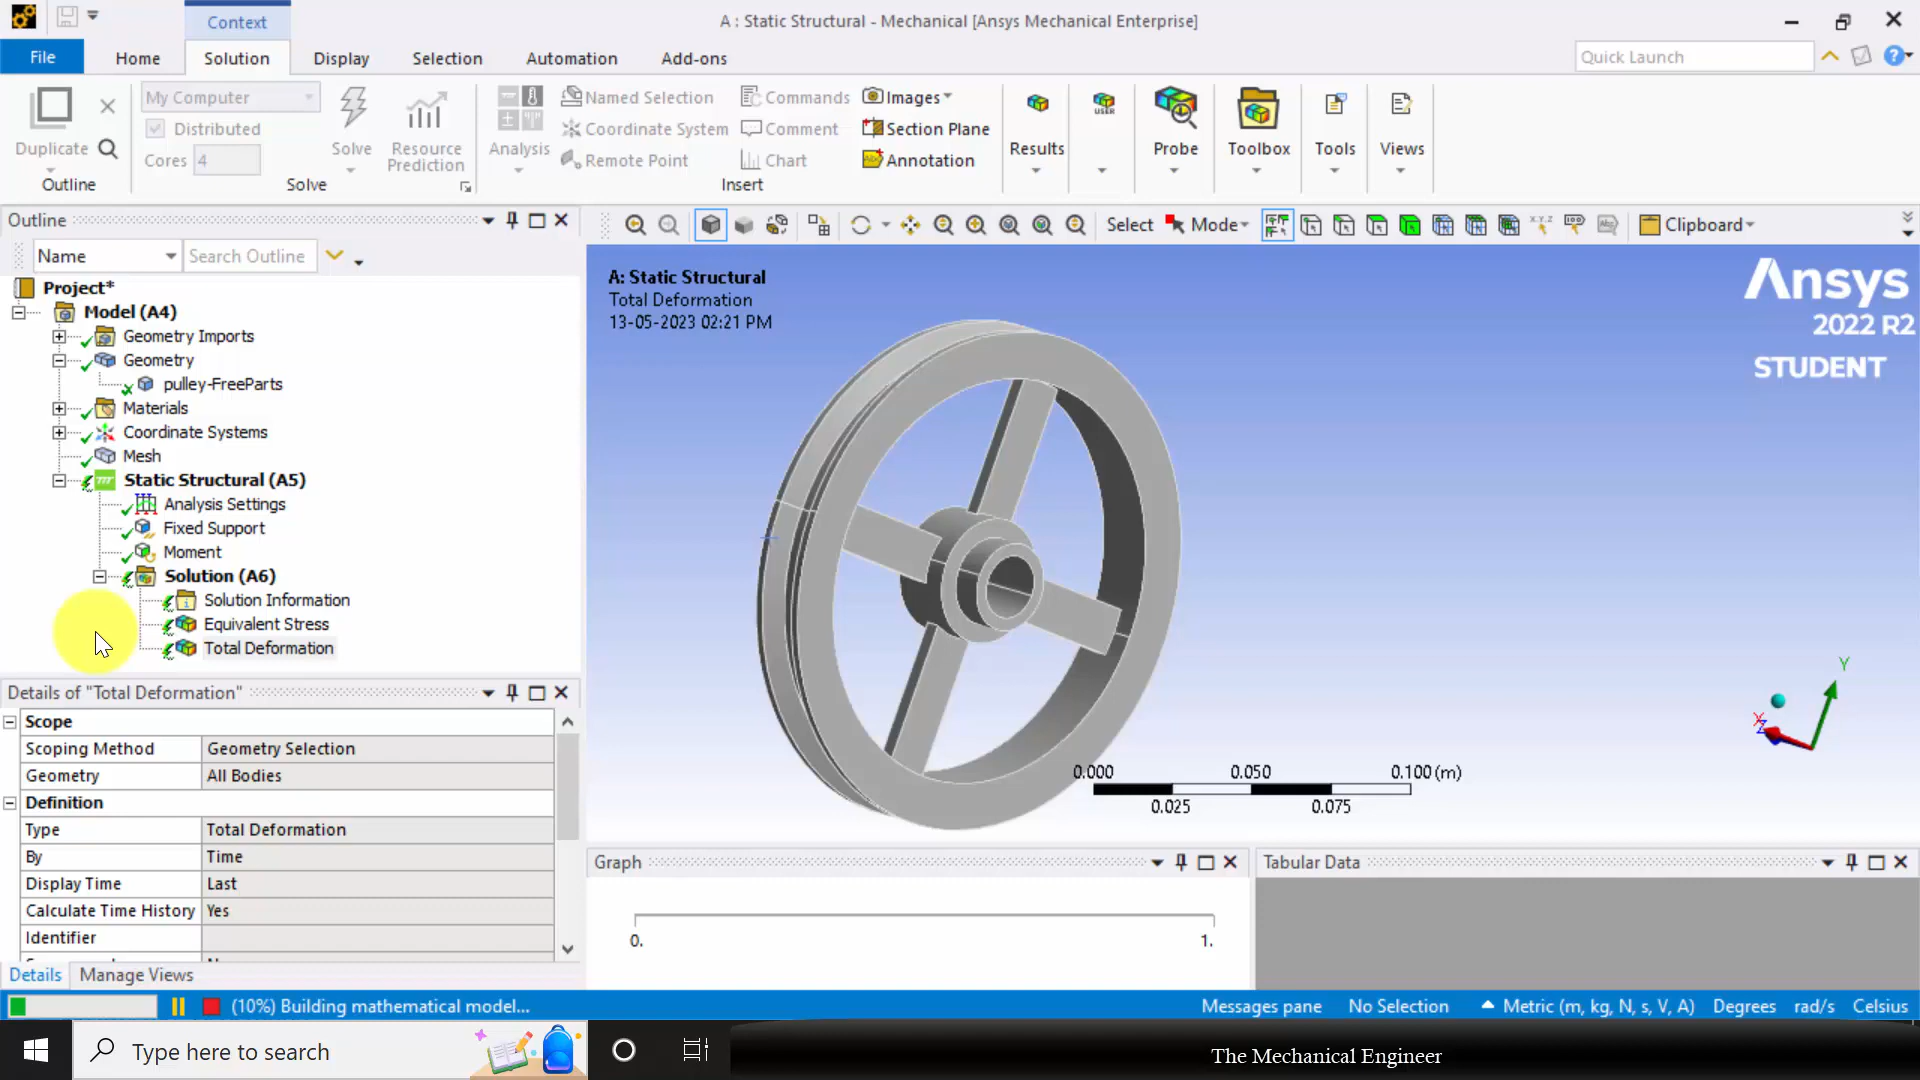 Context
A : Static Structural - Mechanical [Ansys Mechanical Enterprise]
File
Home
Solution
Display
Selection
Automation
Add-ons
Quick Launch
Duplicate
Outline
My Computer
Distributed
Cores 4
Solve
Resource Prediction
Solve
Analysis
Named Selection
Coordinate System
Remote Point
Commands
Comment
Chart
Images
Section Plane
Annotation
Insert
Results
USER
Probe
Toolbox
Tools
Views
Outline
Name
Search Outline
Select
Mode
Clipboard
Project*
Model (A4)
Geometry Imports
Geometry
pulley-FreeParts
Materials
Coordinate Systems
Mesh
Static Structural (A5)
Analysis Settings
Fixed Support
Moment
Solution (A6)
Solution Information
Equivalent Stress
Total Deformation
A: Static Structural
Total Deformation
13-05-2023 02:21 PM
Ansys
2022 R2
STUDENT
Y
X
Z
0.000 0.050 0.100 (m)
0.025 0.075
Details of "Total Deformation"
Scope
Scoping Method Geometry Selection
Geometry All Bodies
Definition
Type Total Deformation
By Time
Display Time Last
Calculate Time History Yes
Identifier
Details Manage Views
Graph
0. 1.
Tabular Data
(10%) Building mathematical model...
Messages pane
No Selection
Metric (m, kg, N, s, V, A)
Degrees
rad/s
Celsius
Type here to search
The Mechanical Engineer